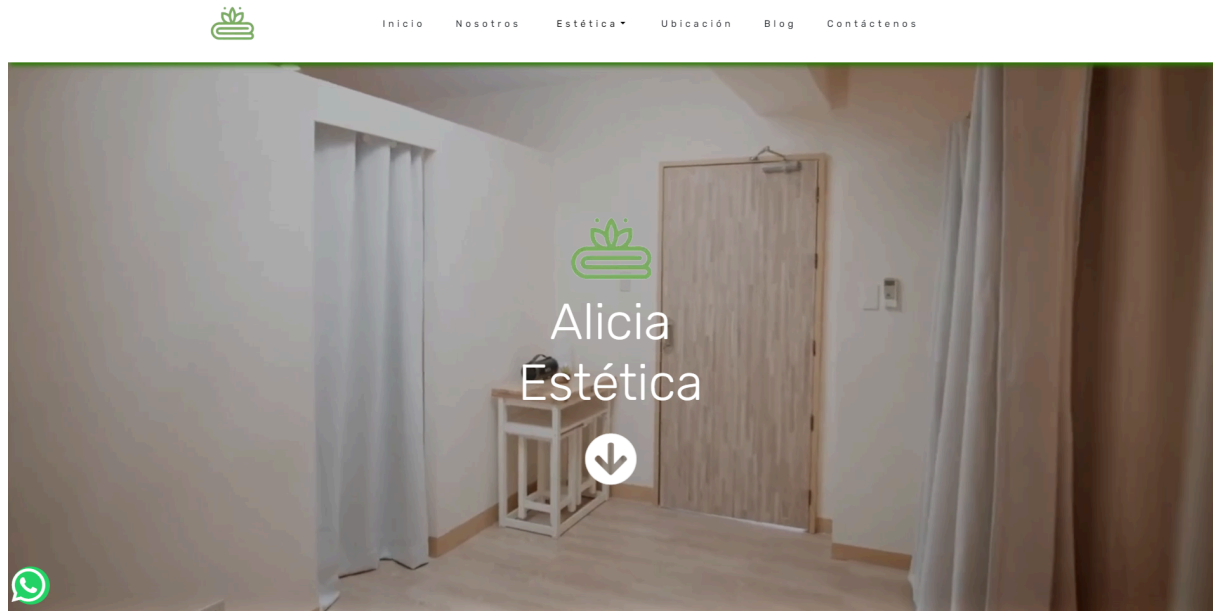 Inicio
Nosotros
Estética
Ubicación
Blog
Contáctenos
Alicia
Estética